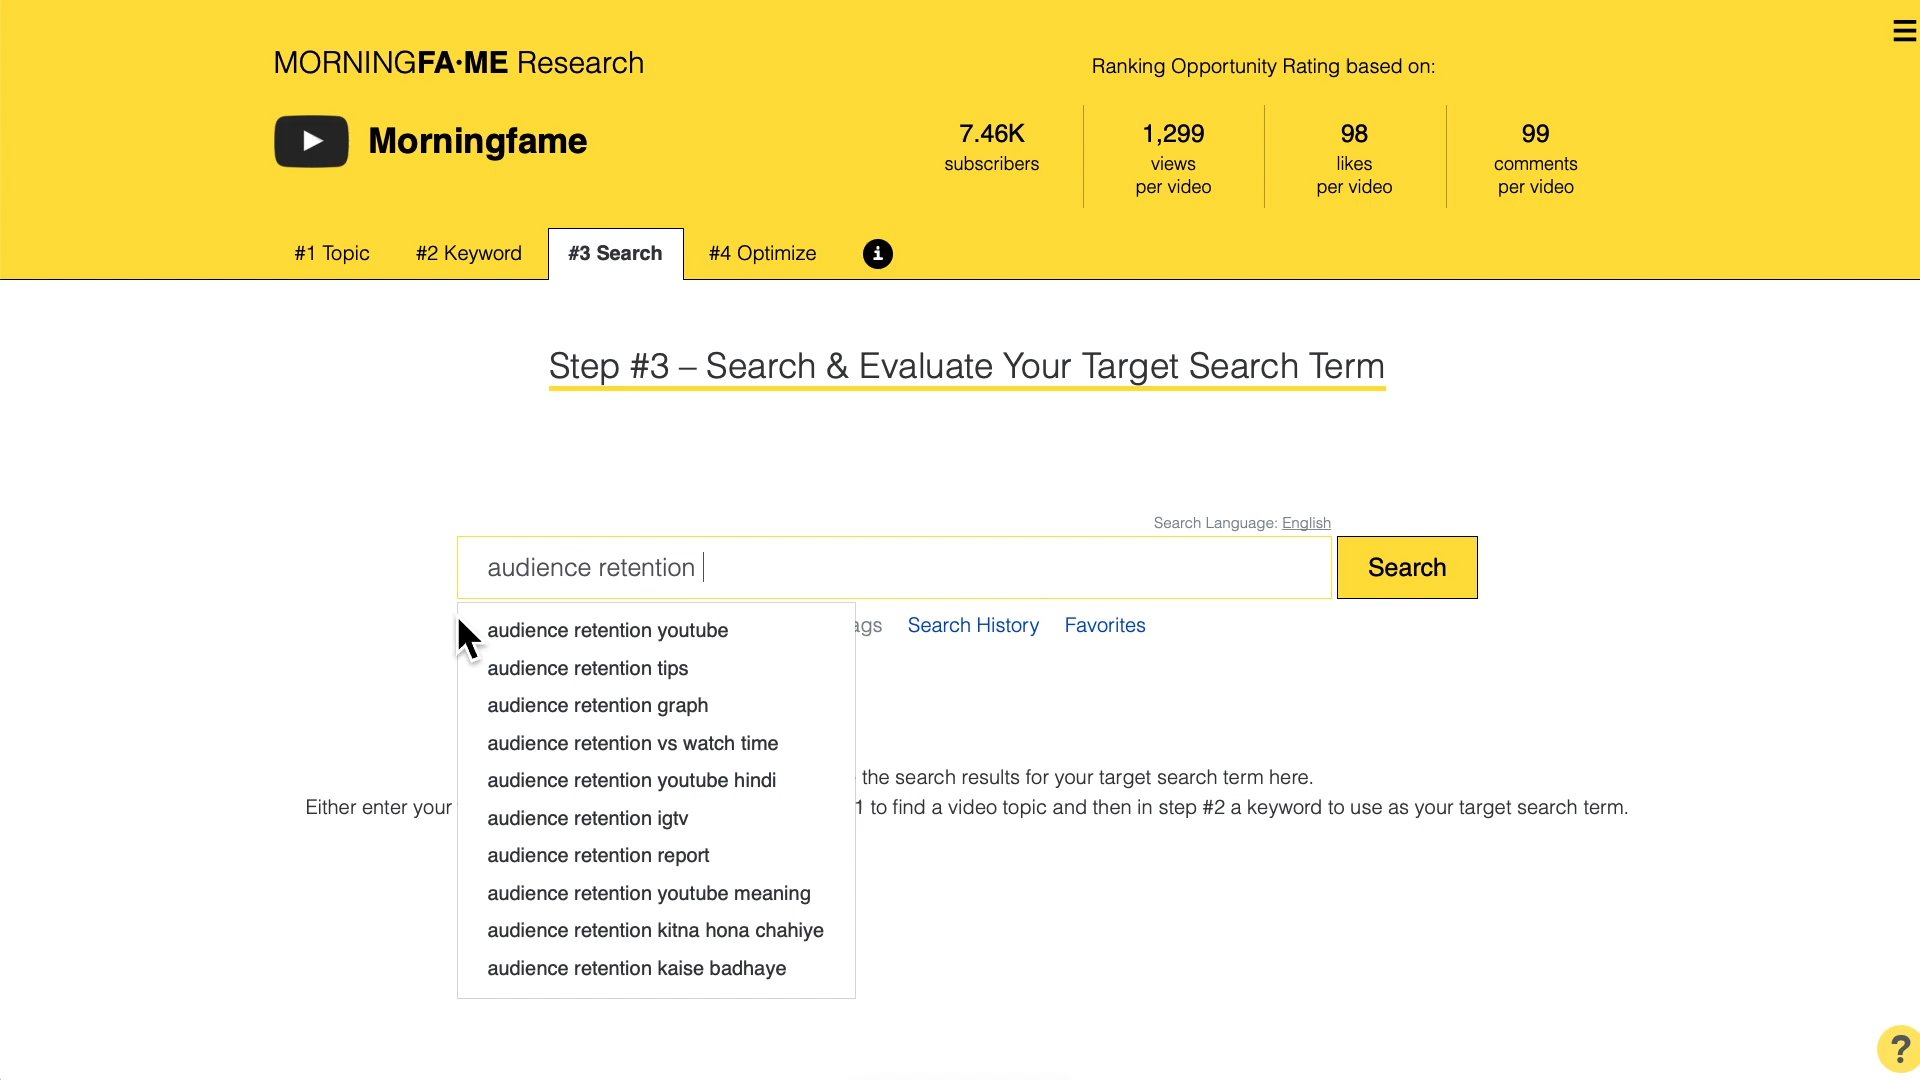 MORNINGFA·ME Research
Ranking Opportunity Rating based on:
Morningfame
7.46K
subscribers
1,299
views
per video
98
likes
per video
99
comments
per video
#1 Topic
#2 Keyword
#3 Search
#4 Optimize
i
Step #3 – Search & Evaluate Your Target Search Term
Search Language: English
audience retention
Search
Search History
Favorites
audience retention youtube
audience retention tips
audience retention graph
audience retention vs watch time
audience retention youtube hindi
audience retention igtv
audience retention report
audience retention youtube meaning
audience retention kitna hona chahiye
audience retention kaise badhaye
the search results for your target search term here.
Either enter your
1 to find a video topic and then in step #2 a keyword to use as your target search term.
?